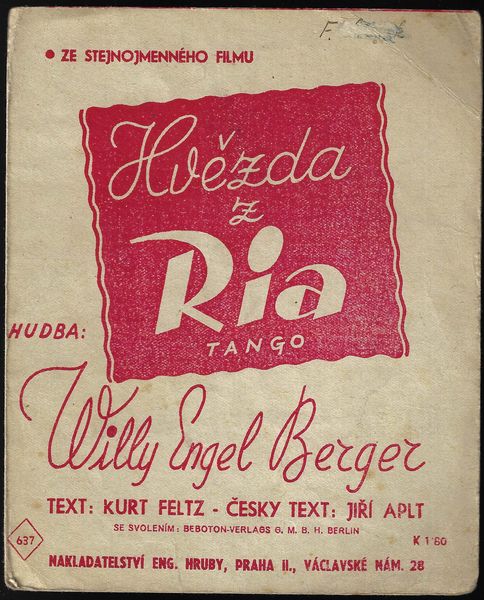 F.
• ZE STEJNOJMENNÉHO FILMU
Hvězda
z
Ria
TANGO
HUDBA:
Willy Engel Berger
TEXT: KURT FELTZ - ČESKY TEXT: JIŘÍ APLT
SE SVOLENÍM: BEBOTON-VERLAGS G. M. B. H. BERLIN
637
K 1'80
NAKLADATELSTVÍ ENG. HRUBY, PRAHA II., VÁCLAVSKÉ NÁM. 28